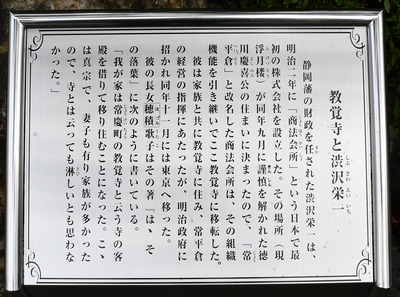 教覚寺と渋沢栄一
しぶさわえいいち
静岡藩の財政を任された渋沢栄一は、
明治二年に「商法会所」という日本で最
初の株式会社を設立した。その場所（現
浮月楼）が同年九月に謹慎を解かれた徳
川慶喜公の住まいに決まったので、「常
平倉」と改名した商法会所は、その組織
機能を引き継いでここ教覚寺に移転した。
彼は家族と共に教覚寺に住み、常平倉
の経営の指揮にあたったが、明治政府に
招かれ同年十一月には東京へ移った。
彼の長女穂積歌子はその著「はゝそ
の落葉」に次のように書いている。
「我が家は常慶町の教覚寺と云う寺の客
殿を借りて移り住むことになった。こゝ
は真宗で、妻子も有り家族が多かった
ので、寺とは云っても淋しいとも思わな
かった。」